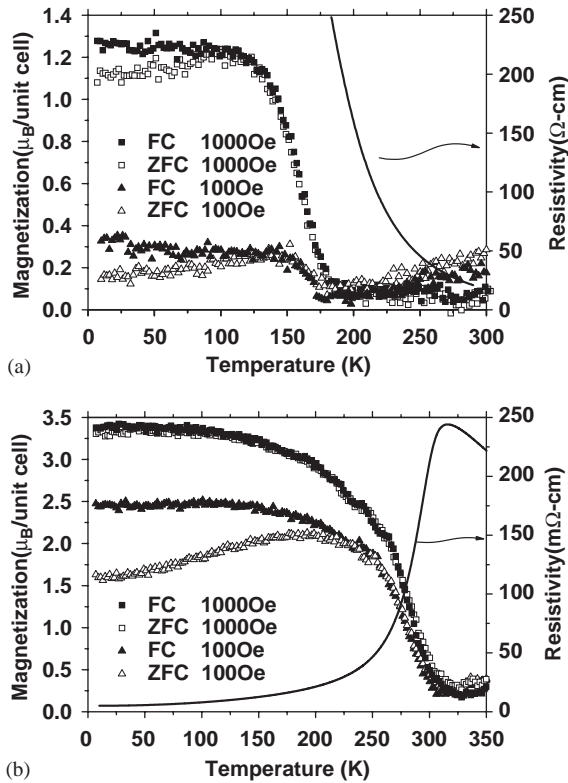 (a)
Magnetization(μB/unit cell)
1.4
1.2
1.0
0.8
0.6
0.4
0.2
0.0
FC 1000Oe
ZFC 1000Oe
FC 100Oe
ZFC 100Oe
250
200
150
100
50
0
Resistivity(Ω-cm)
0 50 100 150 200 250 300
Temperature (K)
(b)
Magnetization(μB/unit cell)
3.5
3.0
2.5
2.0
1.5
1.0
0.5
0.0
FC 1000Oe
ZFC 1000Oe
FC 100Oe
ZFC 100Oe
250
200
150
100
50
0
Resistivity(mΩ-cm)
0 50 100 150 200 250 300 350
Temperature (K)